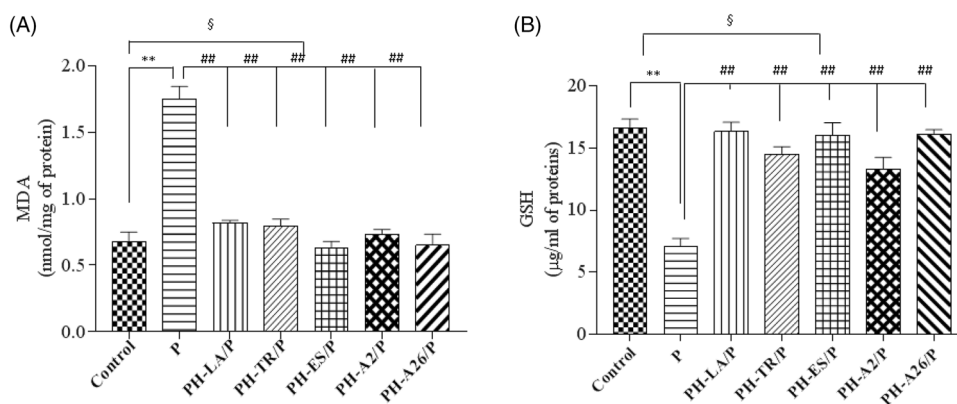 (A)
§
**
##
##
##
##
##
2.0
1.5
1.0
0.5
0.0
MDA
(nmol/mg of protein)
Control
P
PH-LA/P
PH-TR/P
PH-ES/P
PH-A2/P
PH-A26/P
(B)
§
**
##
##
##
##
##
20
15
10
5
0
GSH
(µg/ml of proteins)
Control
P
PH-LA/P
PH-TR/P
PH-ES/P
PH-A2/P
PH-A26/P